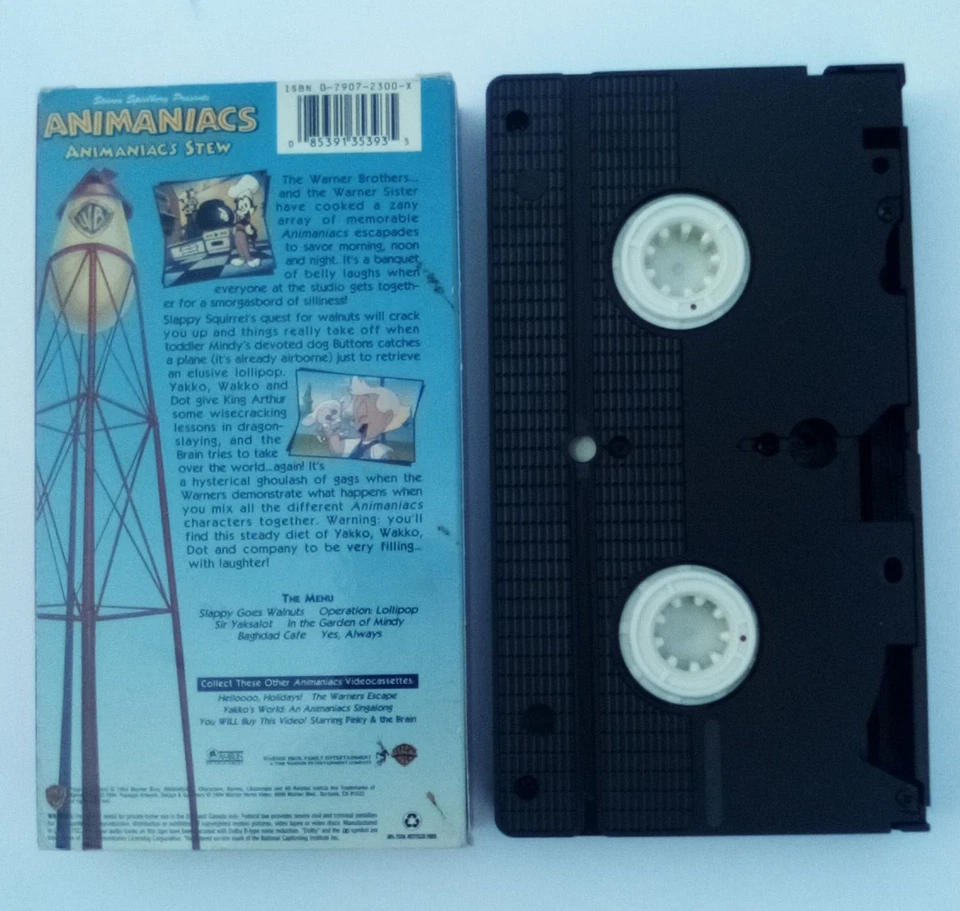 Steven Spielberg Presents
ANIMANIACS
ANIMANIACS STEW
ISBN 0-7907-2300-X
0 85391 35393 5
WB
The Warner Brothers...
and the Warner Sister
have cooked a zany
array of memorable
Animaniacs escapades
to savor morning, noon
and night. It's a banquet
of belly laughs when
everyone at the studio gets togeth-
er for a smorgasbord of silliness!
Slappy Squirrel's quest for walnuts will crack
you up and things really take off when
toddler Mindy's devoted dog Buttons catches
a plane (it's already airborne) just to retrieve
an elusive lollipop.
Yakko, Wakko and
Dot give King Arthur
some wisecracking
lessons in dragon-
slaying, and the
Brain tries to take
over the world...again! It's
a hysterical ghoulash of gags when the
Warners demonstrate what happens when
you mix all the different Animaniacs
characters together. Warning: you'll
find this steady diet of Yakko, Wakko,
Dot and company to be very filling...
with laughter!
THE MENU
Slappy Goes Walnuts Operation: Lollipop
Sir Yaksalot In the Garden of Mindy
Baghdad Cafe Yes, Always
Collect These Other Animaniacs Videocassettes
Helloooo, Holidays! The Warners Escape
Yakko's World: An Animaniacs Singalong
You WILL Buy This Video! Starring Pinky & the Brain
AMBLIN
WARNER BROS. FAMILY ENTERTAINMENT